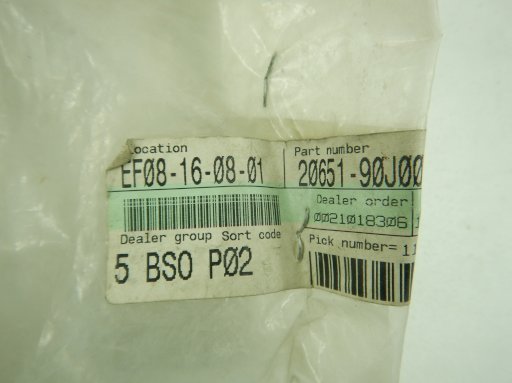 Location Part number
EF08-16-08-01 20651-90J00
Dealer order
0021018306
Dealer group Sort code Pick number= 11
5 BSO P02